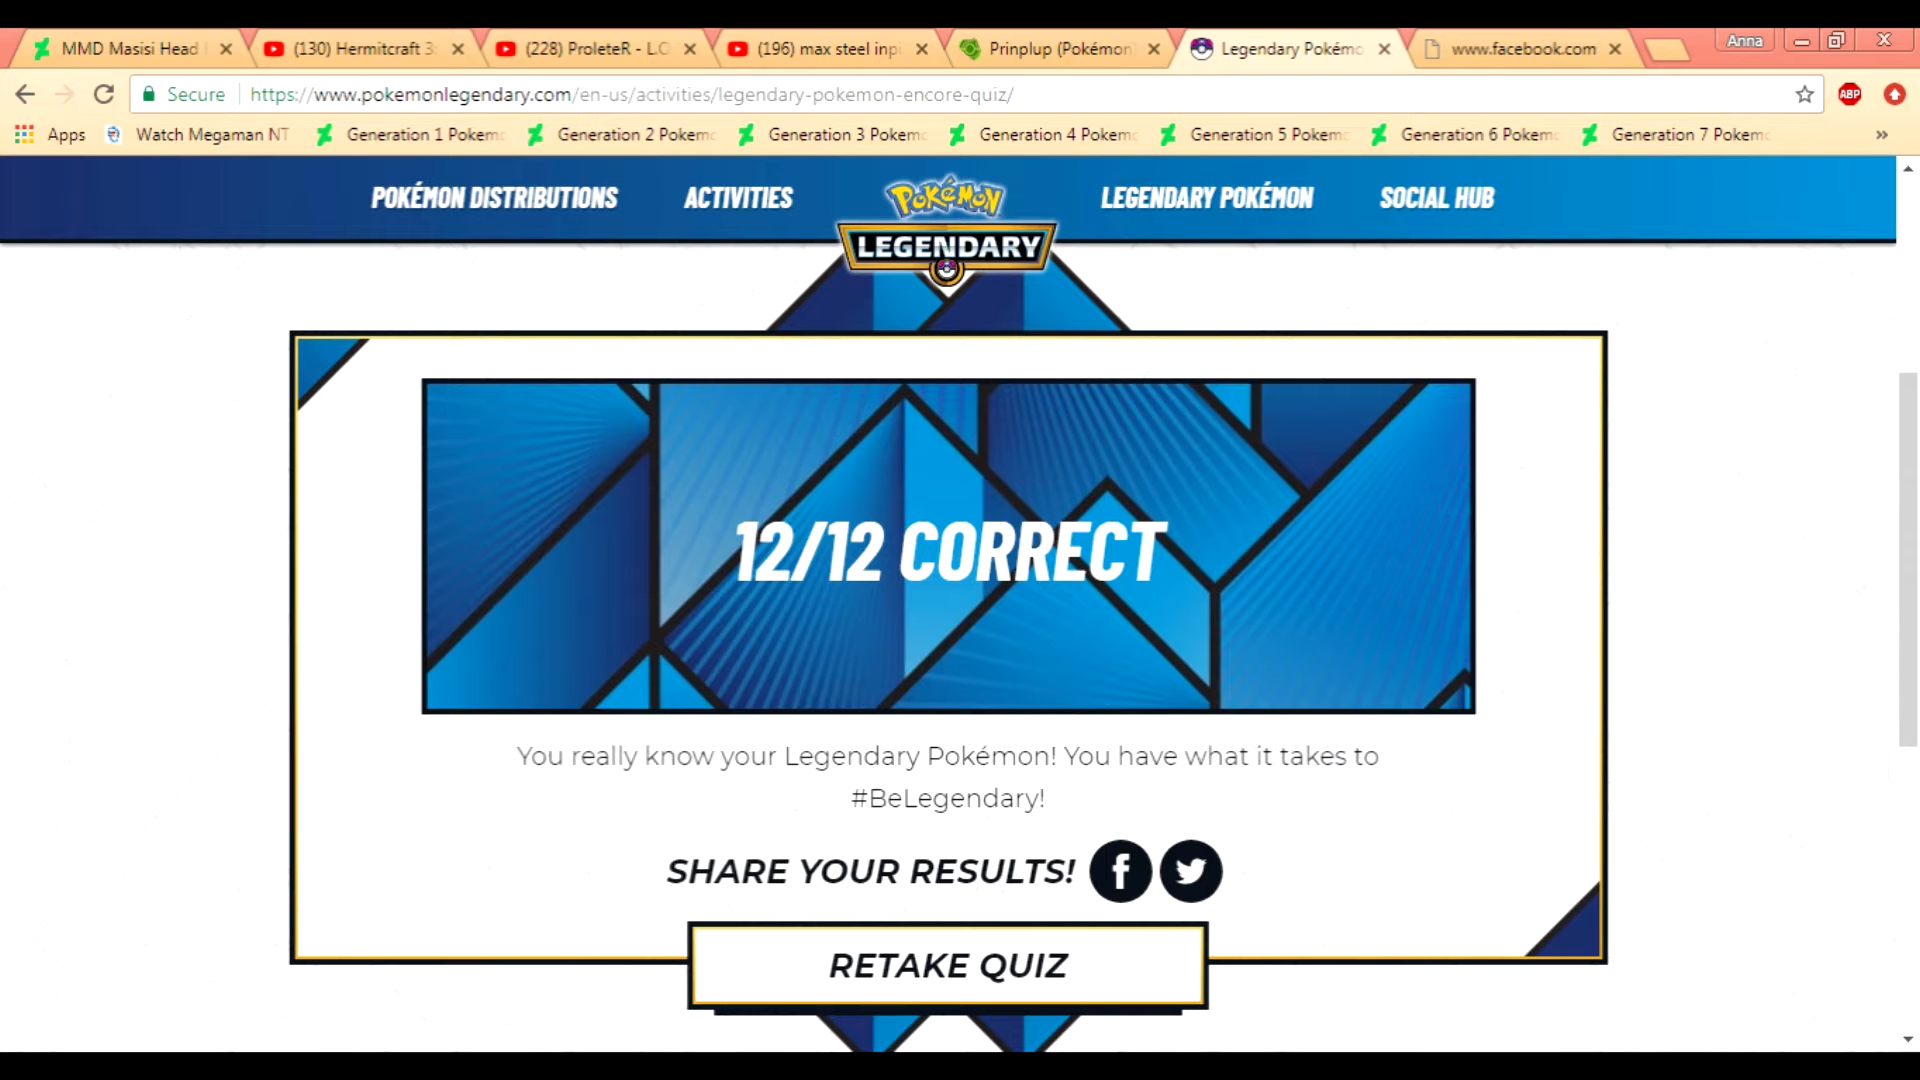 MMD Masisi Head
(130) Hermitcraft 3
(228) ProleteR - L.O
(196) max steel inp
Prinplup (Pokémon
Legendary Pokémo
www.facebook.com
Anna
Secure
https://www.pokemonlegendary.com/en-us/activities/legendary-pokemon-encore-quiz/
ABP
Apps
Watch Megaman NT
Generation 1 Pokem
Generation 2 Pokem
Generation 3 Pokem
Generation 4 Pokem
Generation 5 Pokem
Generation 6 Pokem
Generation 7 Pokem
»
POKÉMON DISTRIBUTIONS
ACTIVITIES
POKÉMON
LEGENDARY
LEGENDARY POKÉMON
SOCIAL HUB
12/12 CORRECT
You really know your Legendary Pokémon! You have what it takes to
#BeLegendary!
SHARE YOUR RESULTS!
RETAKE QUIZ